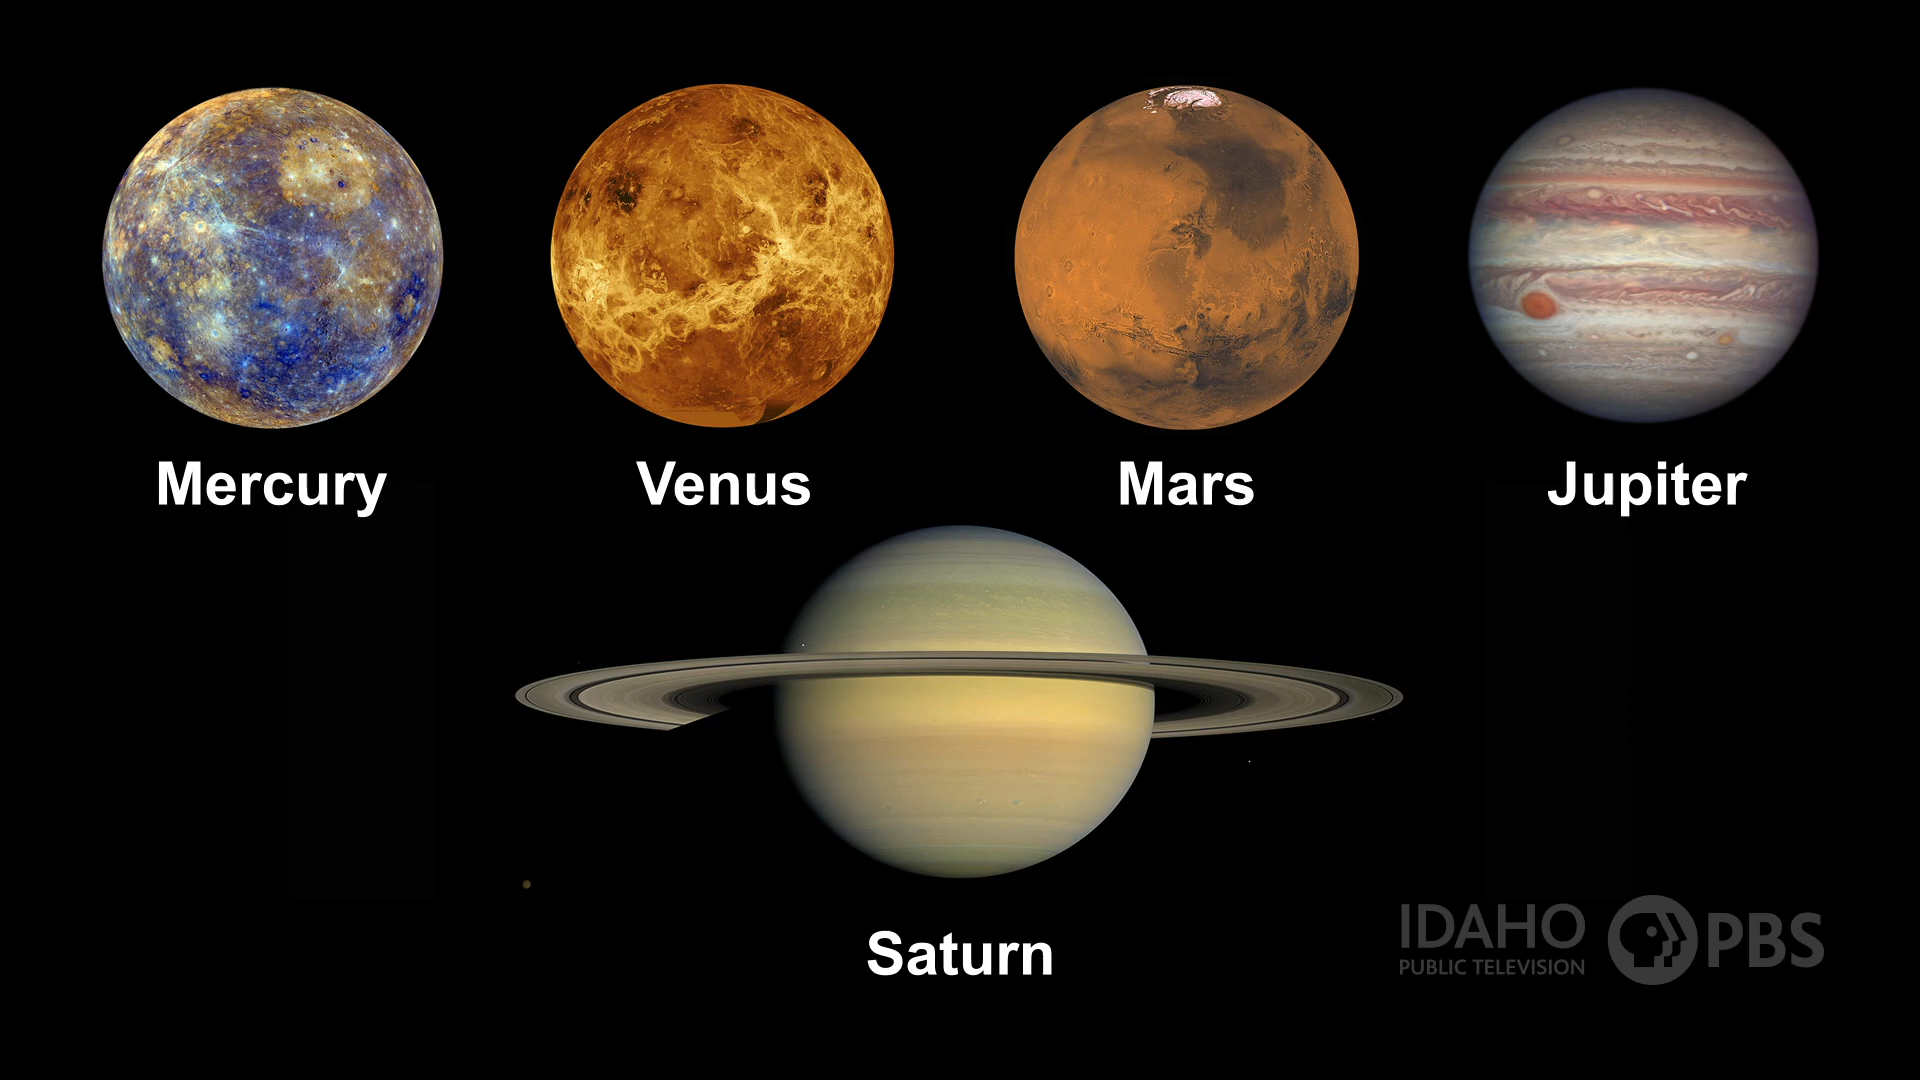 Mercury
Venus
Mars
Jupiter
Saturn
IDAHO
PUBLIC TELEVISION
PBS